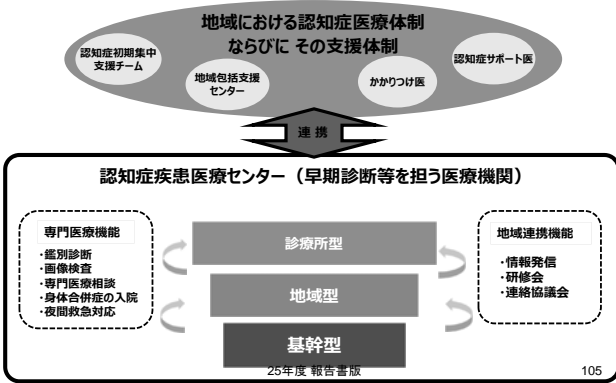 地域における認知症医療体制
ならびに その支援体制
認知症初期集中
支援チーム
地域包括支援
センター
かかりつけ医
認知症サポート医
連 携
認知症疾患医療センター（早期診断等を担う医療機関）
専門医療機能
・鑑別診断
・画像検査
・専門医療相談
・身体合併症の入院
・夜間救急対応
診療所型
地域型
基幹型
地域連携機能
・情報発信
・研修会
・連絡協議会
25年度 報告書版
105